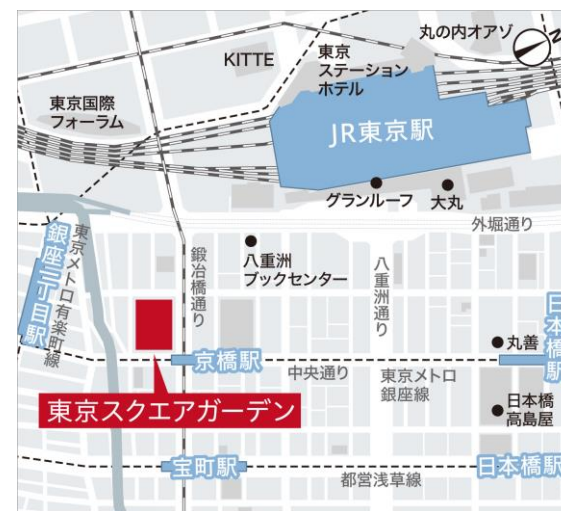 丸の内オアゾ
N
KITTE
東京
ステーション
ホテル
東京国際
フォーラム
JR東京駅
グランルーフ
大丸
外堀通り
東京メトロ有楽町線
銀座一丁目駅
鍛冶橋通り
八重洲
ブックセンター
八重洲通り
丸善
日本橋駅
京橋駅
中央通り
東京メトロ
銀座線
東京スクエアガーデン
日本橋
高島屋
宝町駅
都営浅草線
日本橋駅